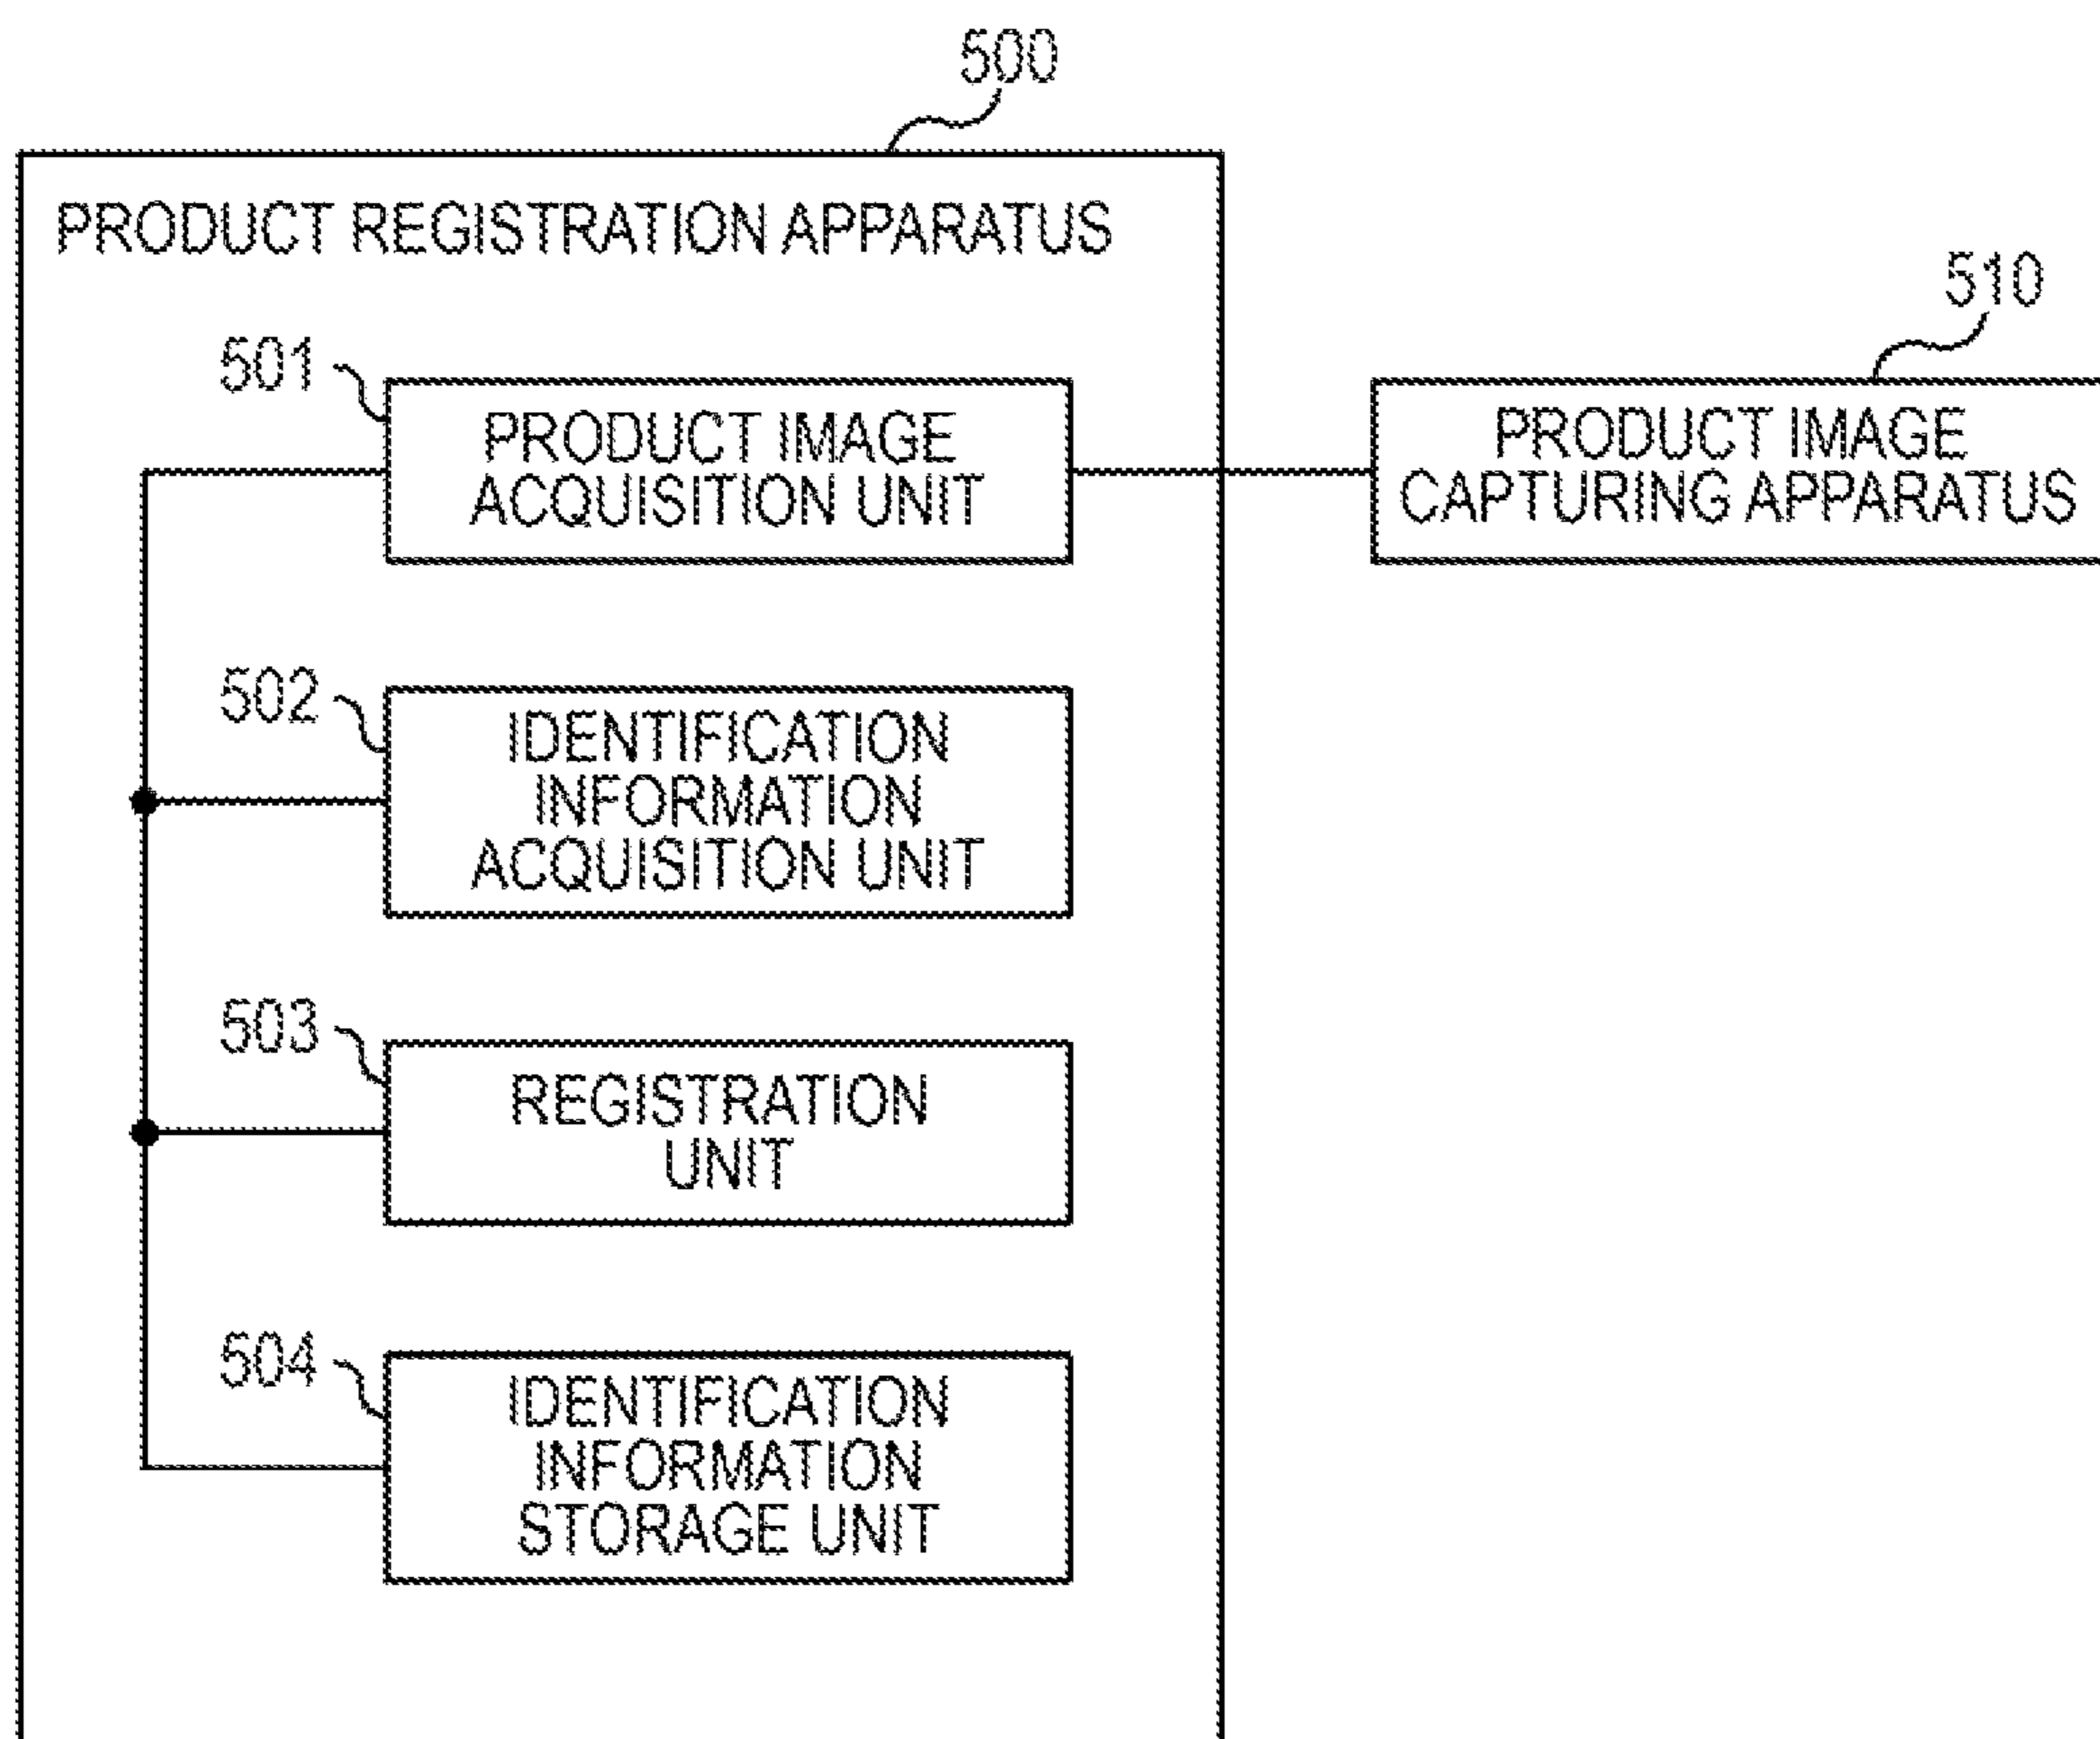 500
PRODUCT REGISTRATION APPARATUS
510
501
PRODUCT IMAGE
ACQUISITION UNIT
PRODUCT IMAGE
CAPTURING APPARATUS
502
IDENTIFICATION
INFORMATION
ACQUISITION UNIT
503
REGISTRATION
UNIT
504
IDENTIFICATION
INFORMATION
STORAGE UNIT